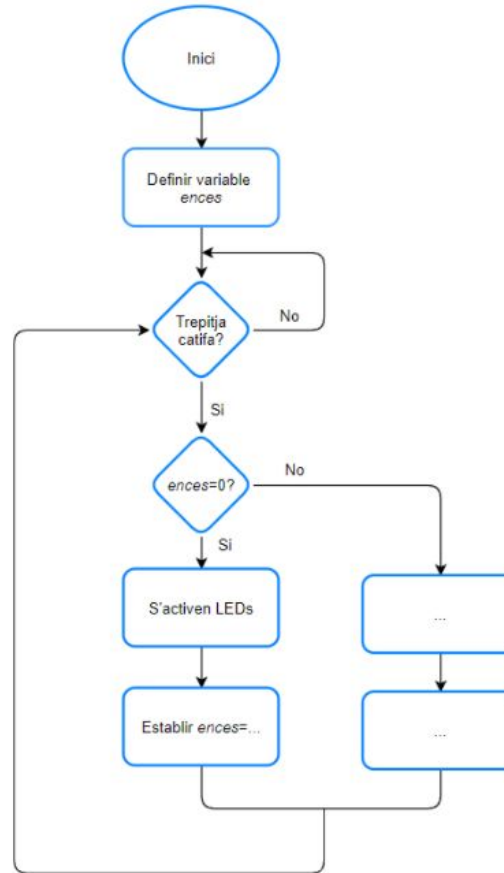 Inici
Definir variable
ences
Trepitja
catifa?
No
Si
ences=0?
No
Si
S'activen LEDs
...
Establir ences=...
...